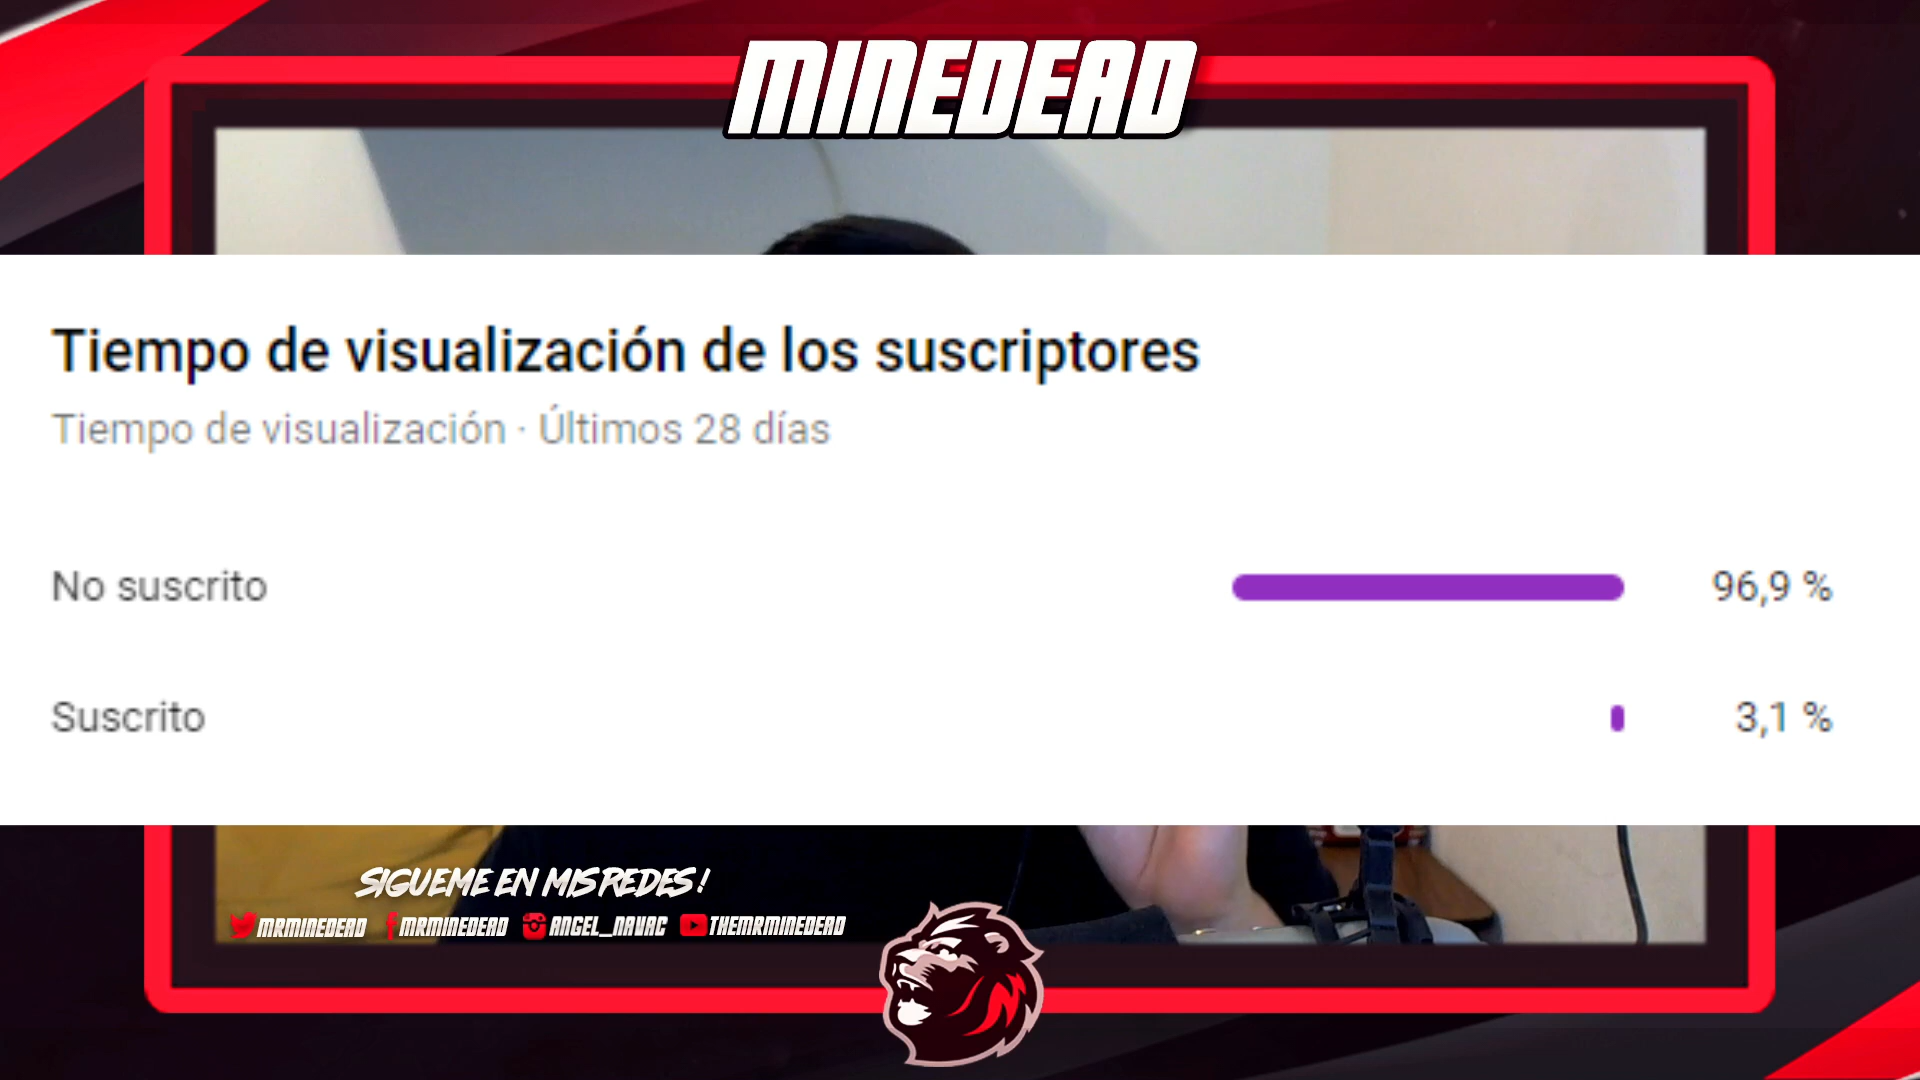 MINEDEAD
Tiempo de visualización de los suscriptores
Tiempo de visualización · Últimos 28 días
No suscrito 96,9 %
Suscrito 3,1 %
SIGUEME EN MIS REDES!
MRMINEDEAD MRMINEDEAD ANGEL_NAVAC THEMRMINEDEAD